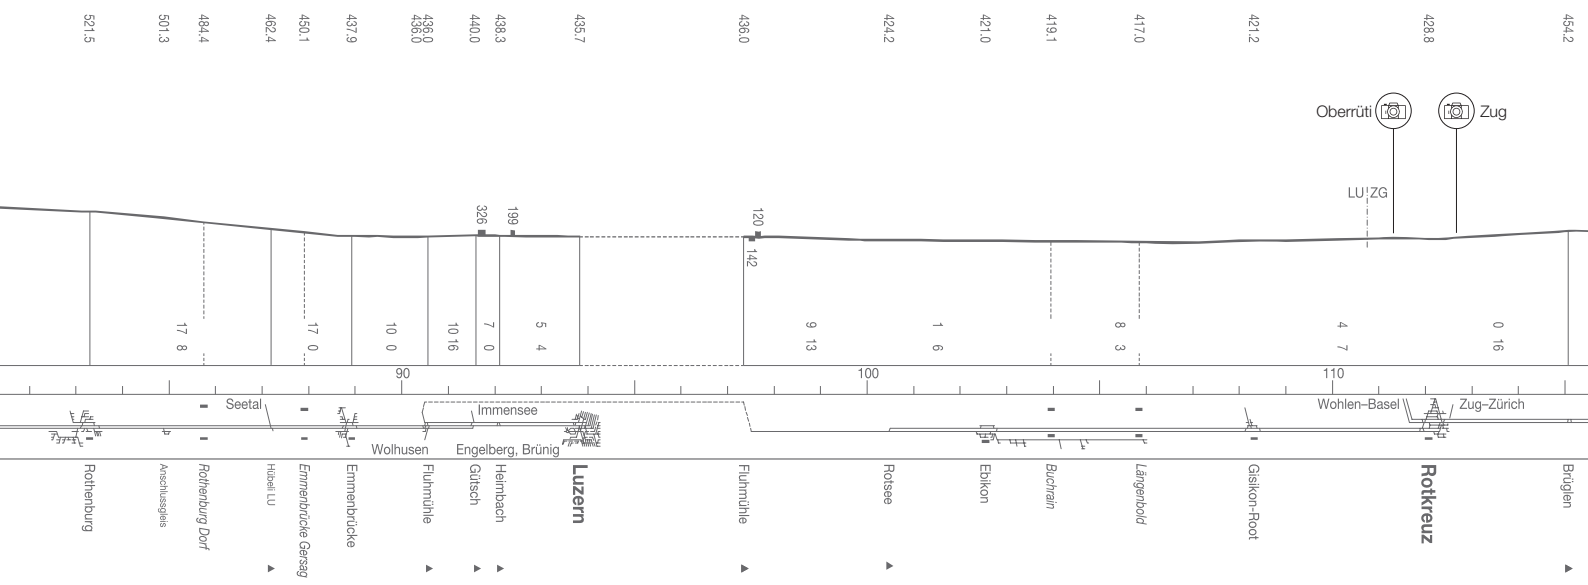 521.5
501.3
484.4
462.4
450.1
437.9
436.0
436.0
440.0
438.3
435.7
436.0
424.2
421.0
419.1
417.0
421.2
428.8
454.2
Oberrüti
Zug
LU ZG
326
199
120
142
17 8
17 0
10 0
10 16
7 0
5 4
9 13
1 6
8 3
4 7
0 16
90
100
110
Seetal
Immensee
Wolhusen
Engelberg, Brünig
Wohlen–Basel
Zug–Zürich
Rothenburg
Anschlussgleis
Rothenburg Dorf
Hübeli LU
Emmenbrücke Gersag
Emmenbrücke
Fluhmühle
Gütsch
Heimbach
Luzern
Fluhmühle
Rotsee
Ebikon
Buchrain
Längenbold
Gisikon-Root
Rotkreuz
Brüglen